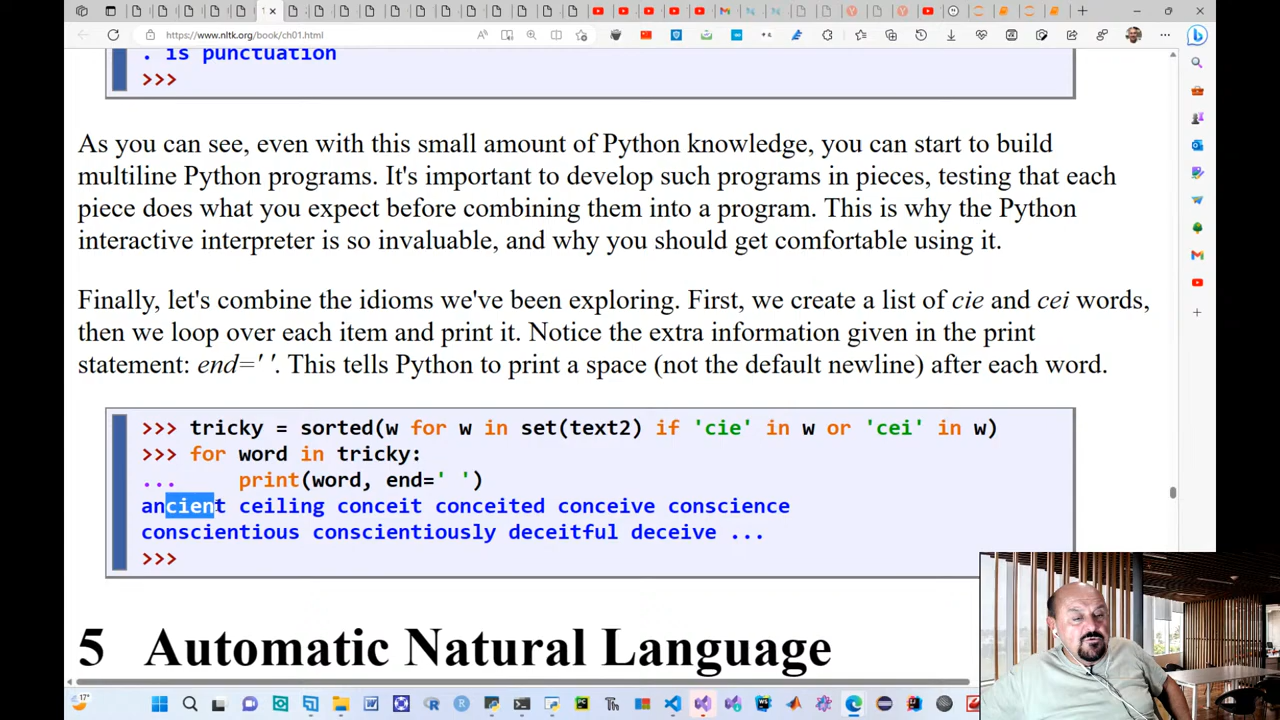 https://www.nltk.org/book/ch01.html
. is punctuation
>>>
As you can see, even with this small amount of Python knowledge, you can start to build
multiline Python programs. It's important to develop such programs in pieces, testing that each
piece does what you expect before combining them into a program. This is why the Python
interactive interpreter is so invaluable, and why you should get comfortable using it.
Finally, let's combine the idioms we've been exploring. First, we create a list of cie and cei words,
then we loop over each item and print it. Notice the extra information given in the print
statement: end=' '. This tells Python to print a space (not the default newline) after each word.
>>> tricky = sorted(w for w in set(text2) if 'cie' in w or 'cei' in w)
>>> for word in tricky:
...     print(word, end=' ')
ancient ceiling conceit conceited conceive conscience
conscientious conscientiously deceitful deceive ...
>>>
5 Automatic Natural Language
17°